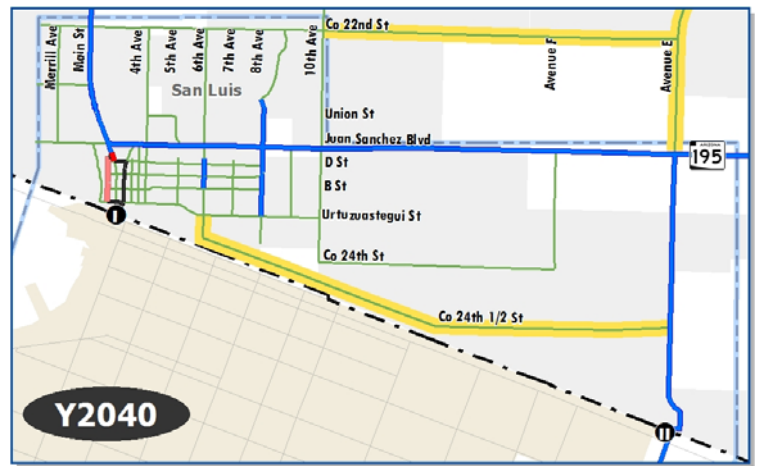 Co 22nd St
Merrill Ave
Main St
4th Ave
5th Ave
6th Ave
7th Ave
8th Ave
10th Ave
Avenue F
Avenue E
San Luis
Union St
Juan Sanchez Blvd
ARIZONA
195
D St
B St
I
Urtuzuastegui St
Co 24th St
Co 24th 1/2 St
Y2040
II